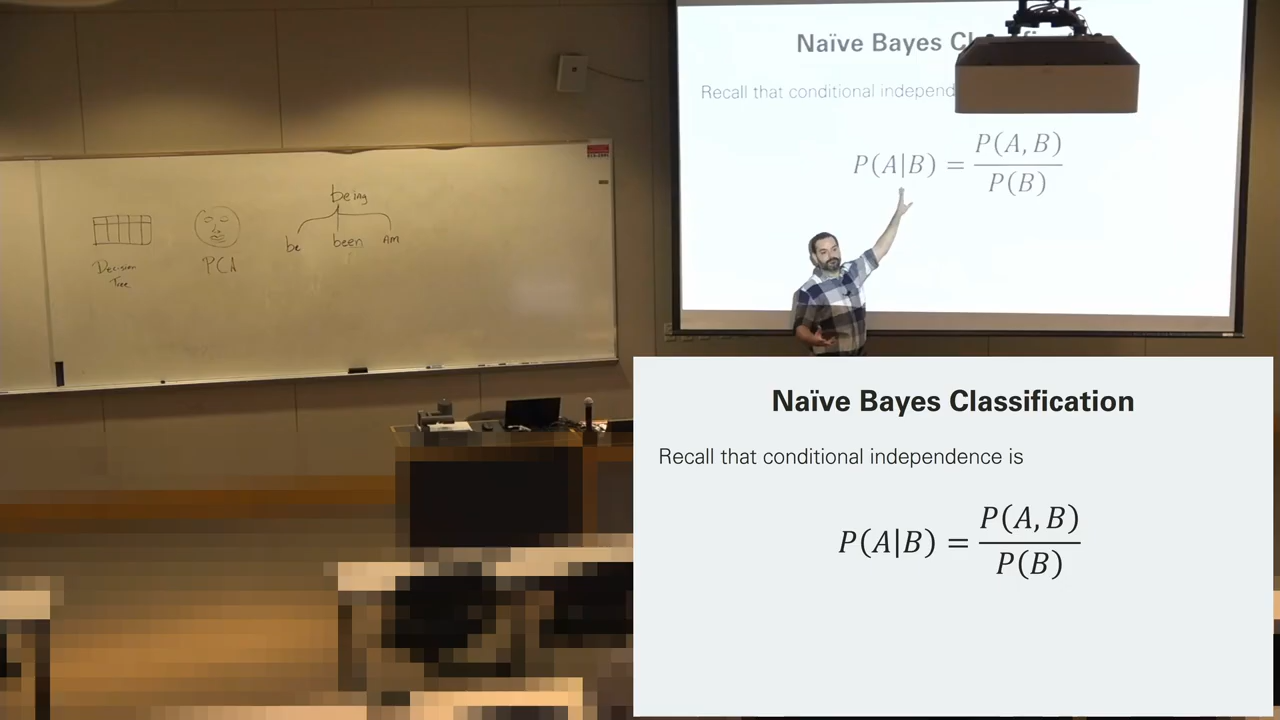 being
be been Am
Decision
Tree
PCA
Naïve Bayes Classifi
Recall that conditional independ
P(A|B) = P(A, B)
P(B)
Naïve Bayes Classification
Recall that conditional independence is
P(A|B) = P(A, B)
P(B)